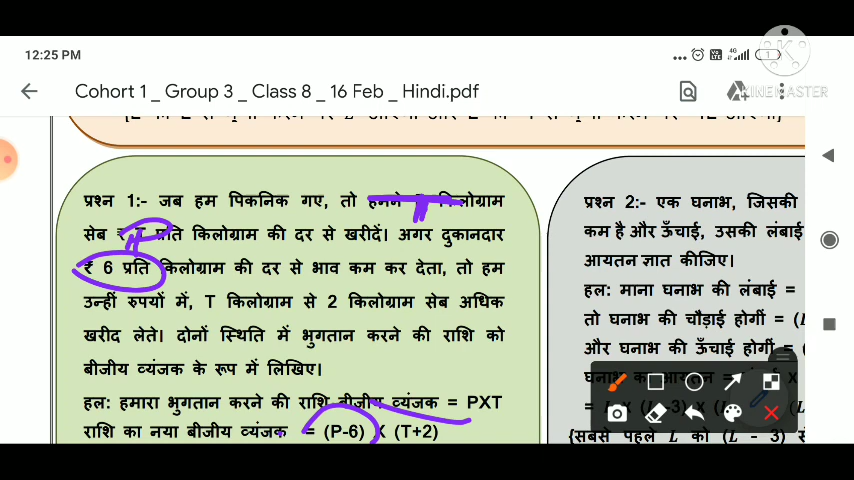 12:25 PM
4G
1
KINEMASTER
Cohort 1 _ Group 3 _ Class 8 _ 16 Feb _ Hindi.pdf
प्रश्न 1:- जब हम पिकनिक गए, तो हमने T किलोग्राम
सेब ₹ T प्रति किलोग्राम की दर से खरीदें। अगर दुकानदार
₹ 6 प्रति किलोग्राम की दर से भाव कम कर देता, तो हम
उन्हीं रुपयों में, T किलोग्राम से 2 किलोग्राम सेब अधिक
खरीद लेते। दोनों स्थिति में भुगतान करने की राशि को
बीजीय व्यंजक के रूप में लिखिए।
हल: हमारा भुगतान करने की राशि बीजीय व्यंजक = PXT
राशि का नया बीजीय व्यंजक = (P-6) X (T+2)
प्रश्न 2:- एक घनाभ, जिसकी
कम है और ऊँचाई, उसकी लंबाई
आयतन ज्ञात कीजिए।
हल: माना घनाभ की लंबाई =
तो घनाभ की चौड़ाई होगीं = (
और घनाभ की ऊँचाई होगीं =
{सबसे पहले L को (L - 3) से